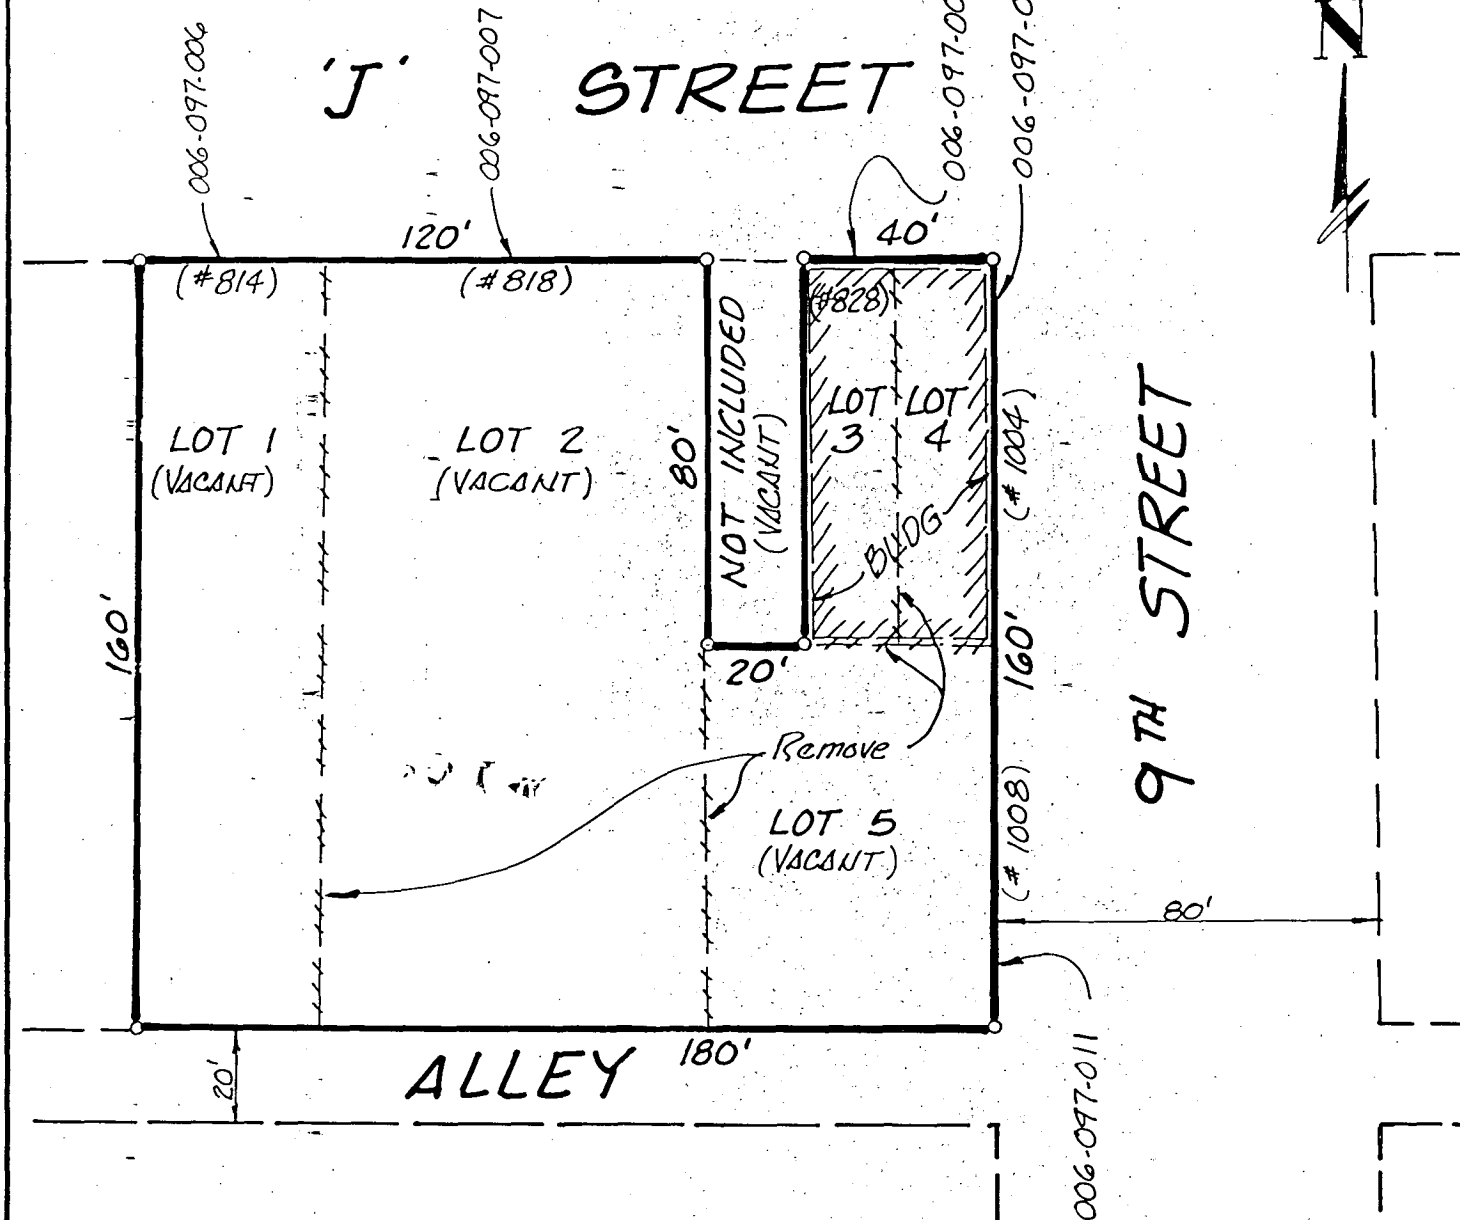 N
006-097-006
006-097-007
006-097-00
006-097-0
'J' STREET
120'
40'
(#814)
(#818)
(#828)
LOT 1
(VACANT)
LOT 2
(VACANT)
80'
NOT INCLUDED
(VACANT)
LOT
3
LOT
4
BLDG
(#1004)
9TH STREET
160'
20'
160'
Remove
LOT 5
(VACANT)
(#1008)
80'
180'
ALLEY
20'
006-097-011